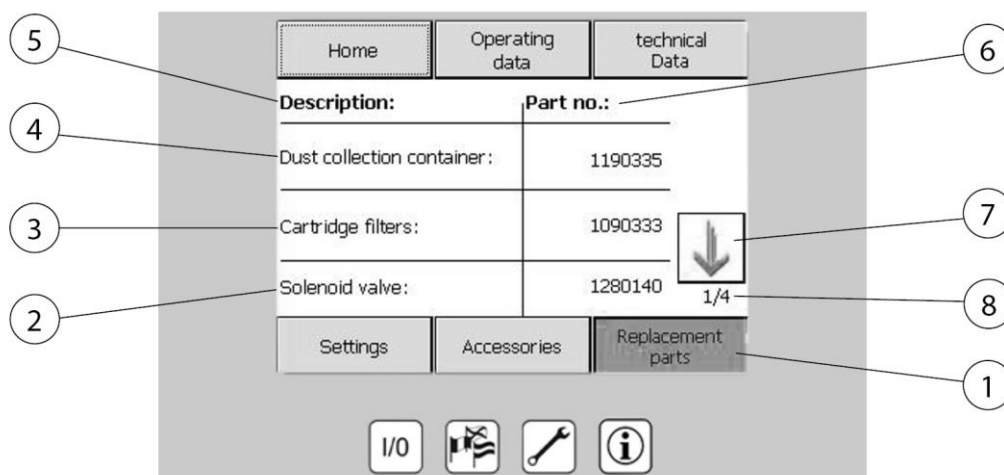 5
Home
Operating
data
technical
Data
6
Description:
Part no.:
4
Dust collection container:
1190335
3
Cartridge filters:
1090333
7
2
Solenoid valve:
1280140
1/4
8
Settings
Accessories
Replacement
parts
1
I/0
i